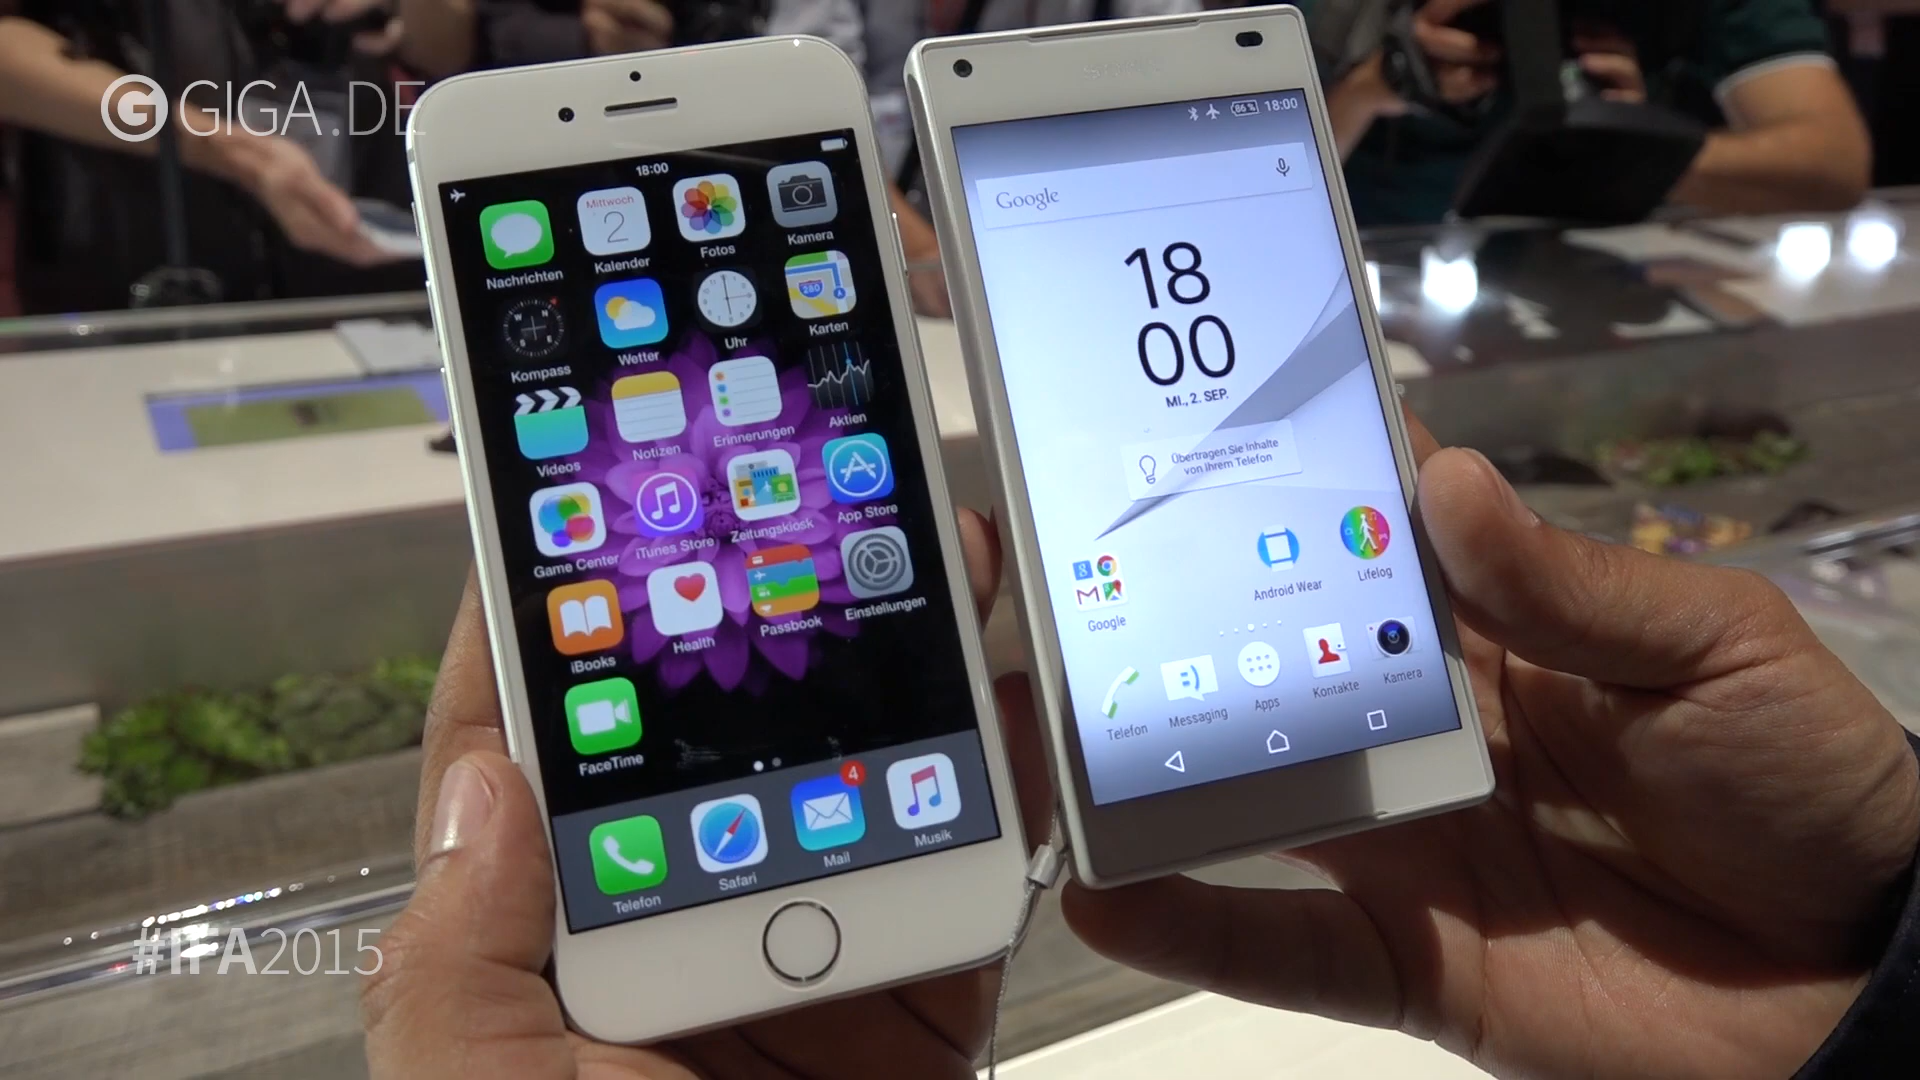 GIGA.DE
18:00
Nachrichten
Mittwoch
2
Kalender
Fotos
Kamera
Kompass
Wetter
Uhr
280
Karten
Videos
Notizen
Erinnerungen
Aktien
Game Center
iTunes Store
Zeitungskiosk
App Store
iBooks
Health
Passbook
Einstellungen
FaceTime
Telefon
Safari
4
Mail
Musik
SONY
86% 18:00
Google
18
00
MI., 2. SEP.
Übertragen Sie Inhalte
von Ihrem Telefon
Google
Android Wear
Lifelog
Telefon
Messaging
Apps
Kontakte
Kamera
#IFA2015